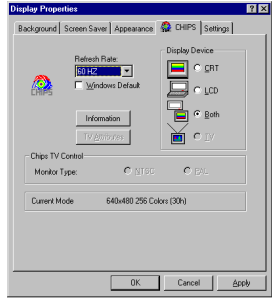 Display Properties
Background Screen Saver Appearance CHIPS Settings
Refresh Rate:
60 HZ
Windows Default
CHIPS
Information
TV Attributes
Display Device
CRT
LCD
Both
TV
Chips TV Control
Monitor Type: NTSC PAL
Current Mode 640x480 256 Colors (30h)
OK Cancel Apply